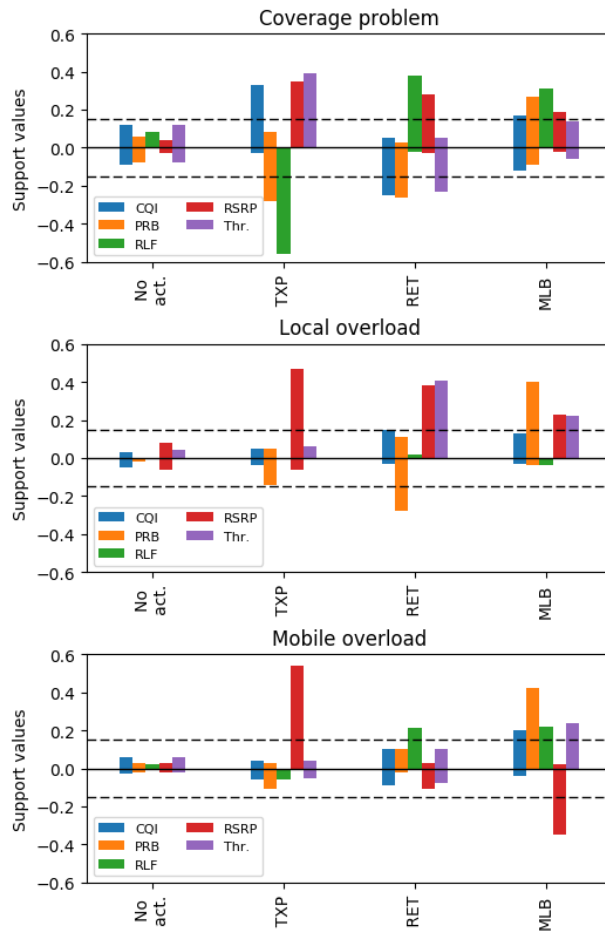 Coverage problem
0.6
0.4
0.2
0.0
−0.2
−0.4
−0.6
Support values
CQI
PRB
RLF
RSRP
Thr.
No
act.
TXP
RET
MLB
Local overload
0.6
0.4
0.2
0.0
−0.2
−0.4
−0.6
Support values
CQI
PRB
RLF
RSRP
Thr.
No
act.
TXP
RET
MLB
Mobile overload
0.6
0.4
0.2
0.0
−0.2
−0.4
−0.6
Support values
CQI
PRB
RLF
RSRP
Thr.
No
act.
TXP
RET
MLB